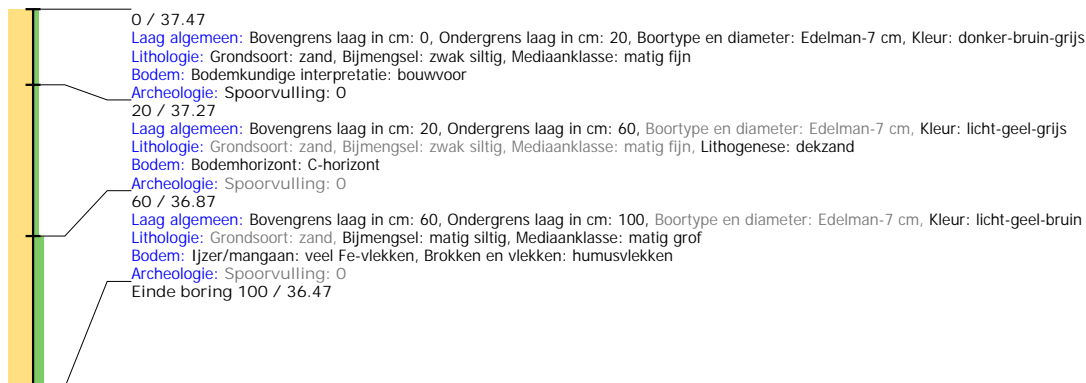 0 / 37.47
Laag algemeen: Bovengrens laag in cm: 0, Ondergrens laag in cm: 20, Boortype en diameter: Edelman-7 cm, Kleur: donker-bruin-grijs
Lithologie: Grondsoort: zand, Bijmengsel: zwak siltig, Mediaanklasse: matig fijn
Bodem: Bodemkundige interpretatie: bouwvoor
Archeologie: Spoorvulling: 0
20 / 37.27
Laag algemeen: Bovengrens laag in cm: 20, Ondergrens laag in cm: 60, Boortype en diameter: Edelman-7 cm, Kleur: licht-geel-grijs
Lithologie: Grondsoort: zand, Bijmengsel: zwak siltig, Mediaanklasse: matig fijn, Lithogenese: dekzand
Bodem: Bodemhorizont: C-horizont
Archeologie: Spoorvulling: 0
60 / 36.87
Laag algemeen: Bovengrens laag in cm: 60, Ondergrens laag in cm: 100, Boortype en diameter: Edelman-7 cm, Kleur: licht-geel-bruin
Lithologie: Grondsoort: zand, Bijmengsel: matig siltig, Mediaanklasse: matig grof
Bodem: Ijzer/mangaan: veel Fe-vlekken, Brokken en vlekken: humusvlekken
Archeologie: Spoorvulling: 0
Einde boring 100 / 36.47